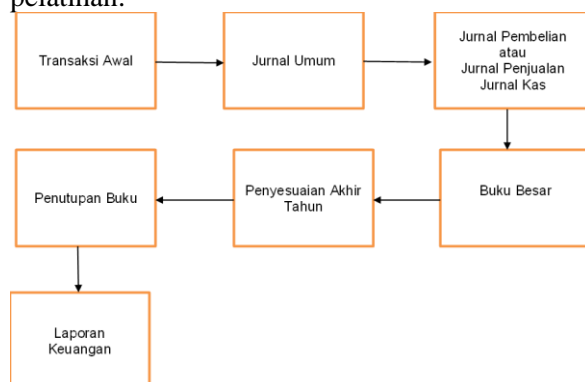 pelatihan.
Transaksi Awal
Jurnal Umum
Jurnal Pembelian
atau
Jurnal Penjualan
Jurnal Kas
Buku Besar
Penyesuaian Akhir
Tahun
Penutupan Buku
Laporan
Keuangan